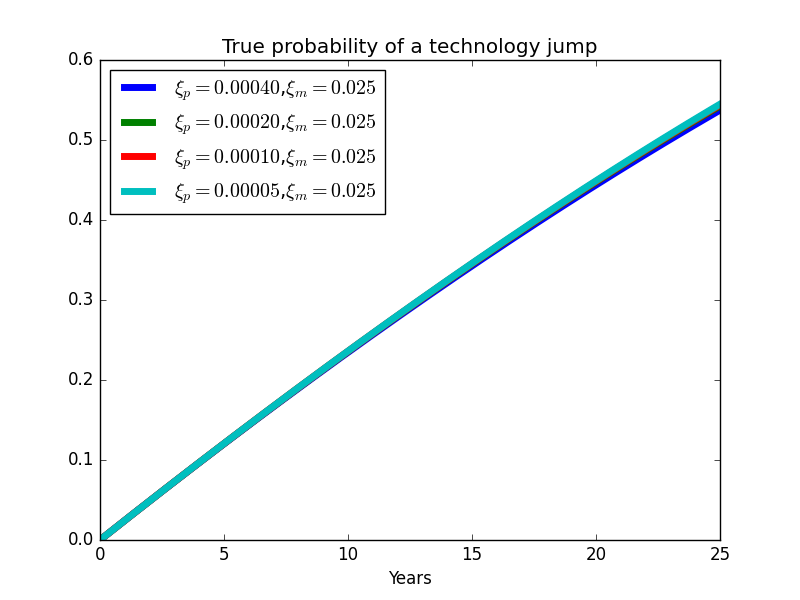 True probability of a technology jump
0.6
0.5
0.4
0.3
0.2
0.1
0.0
ξₚ = 0.00040,ξₘ = 0.025
ξₚ = 0.00020,ξₘ = 0.025
ξₚ = 0.00010,ξₘ = 0.025
ξₚ = 0.00005,ξₘ = 0.025
0 5 10 15 20 25
Years